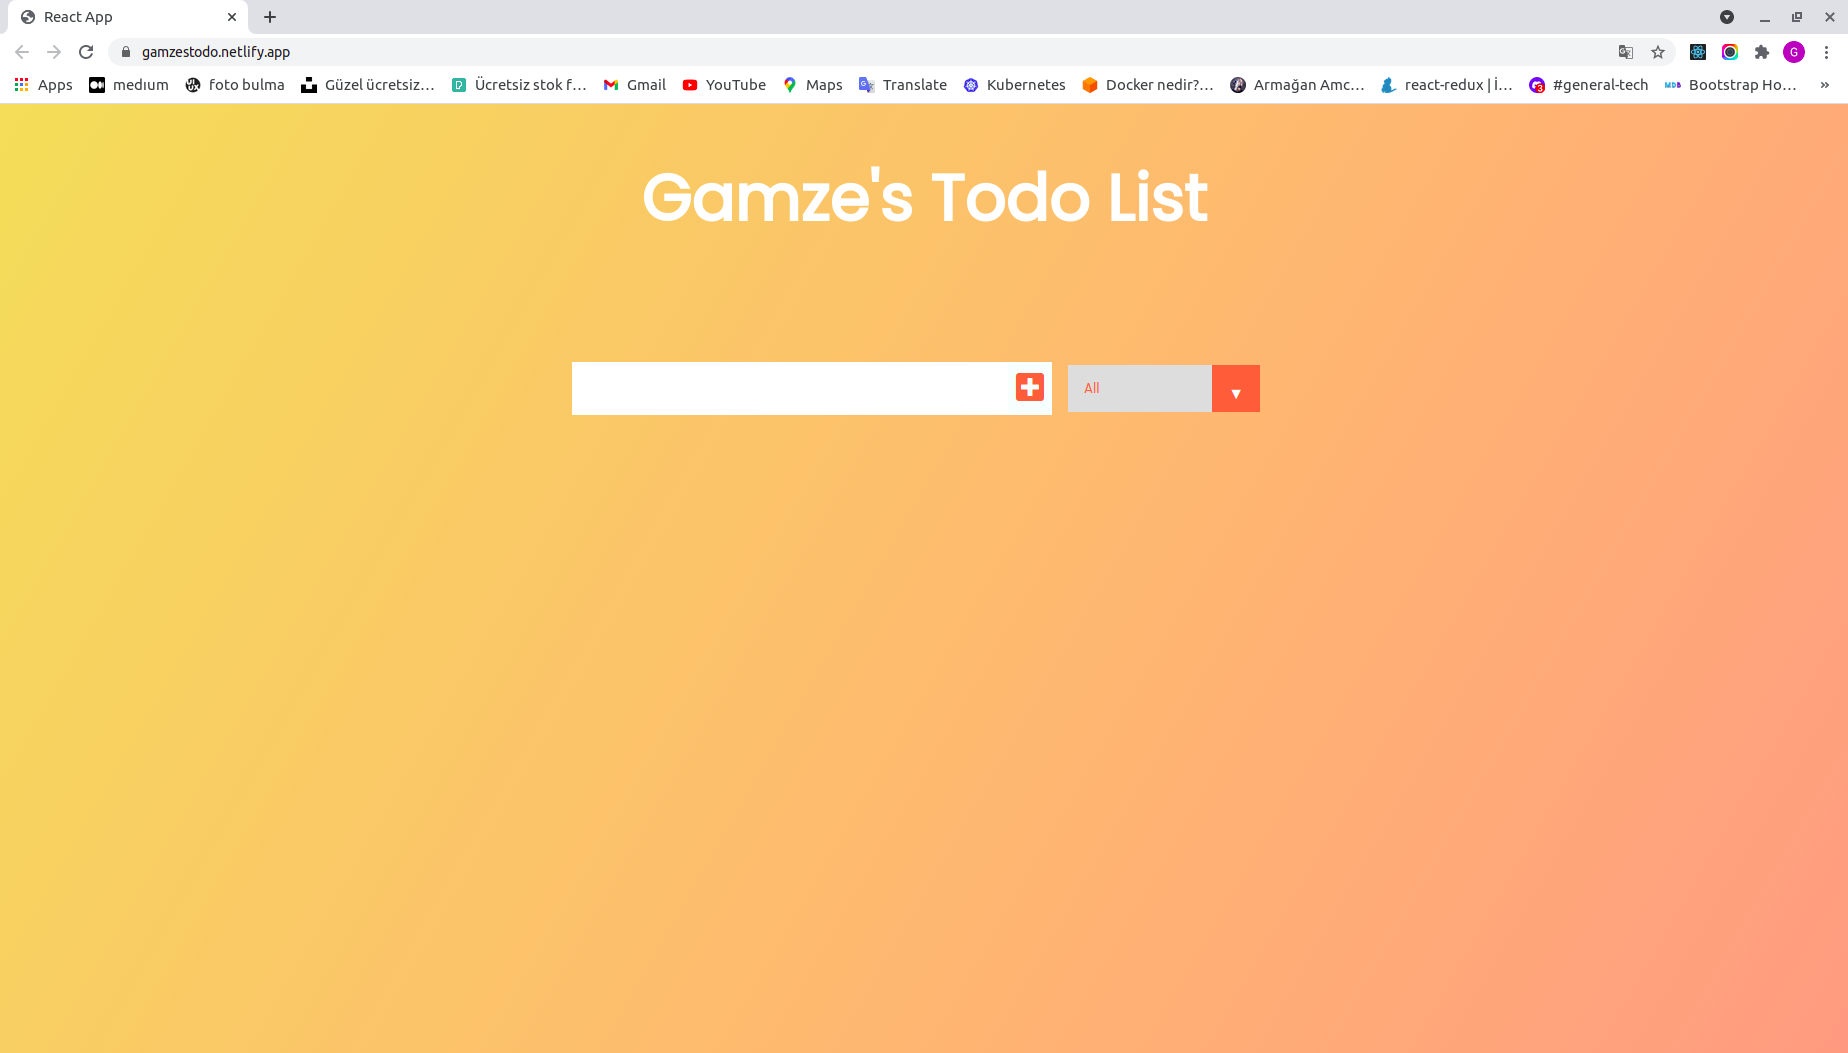 React App
gamzestodo.netlify.app
G
Apps medıum foto bulma Güzel ücretsiz… Ücretsiz stok f… Gmail YouTube Maps Translate Kubernetes Docker nedir?… Armağan Amc… react-redux | İ… #general-tech Bootstrap Ho… »
Gamze's Todo List
All